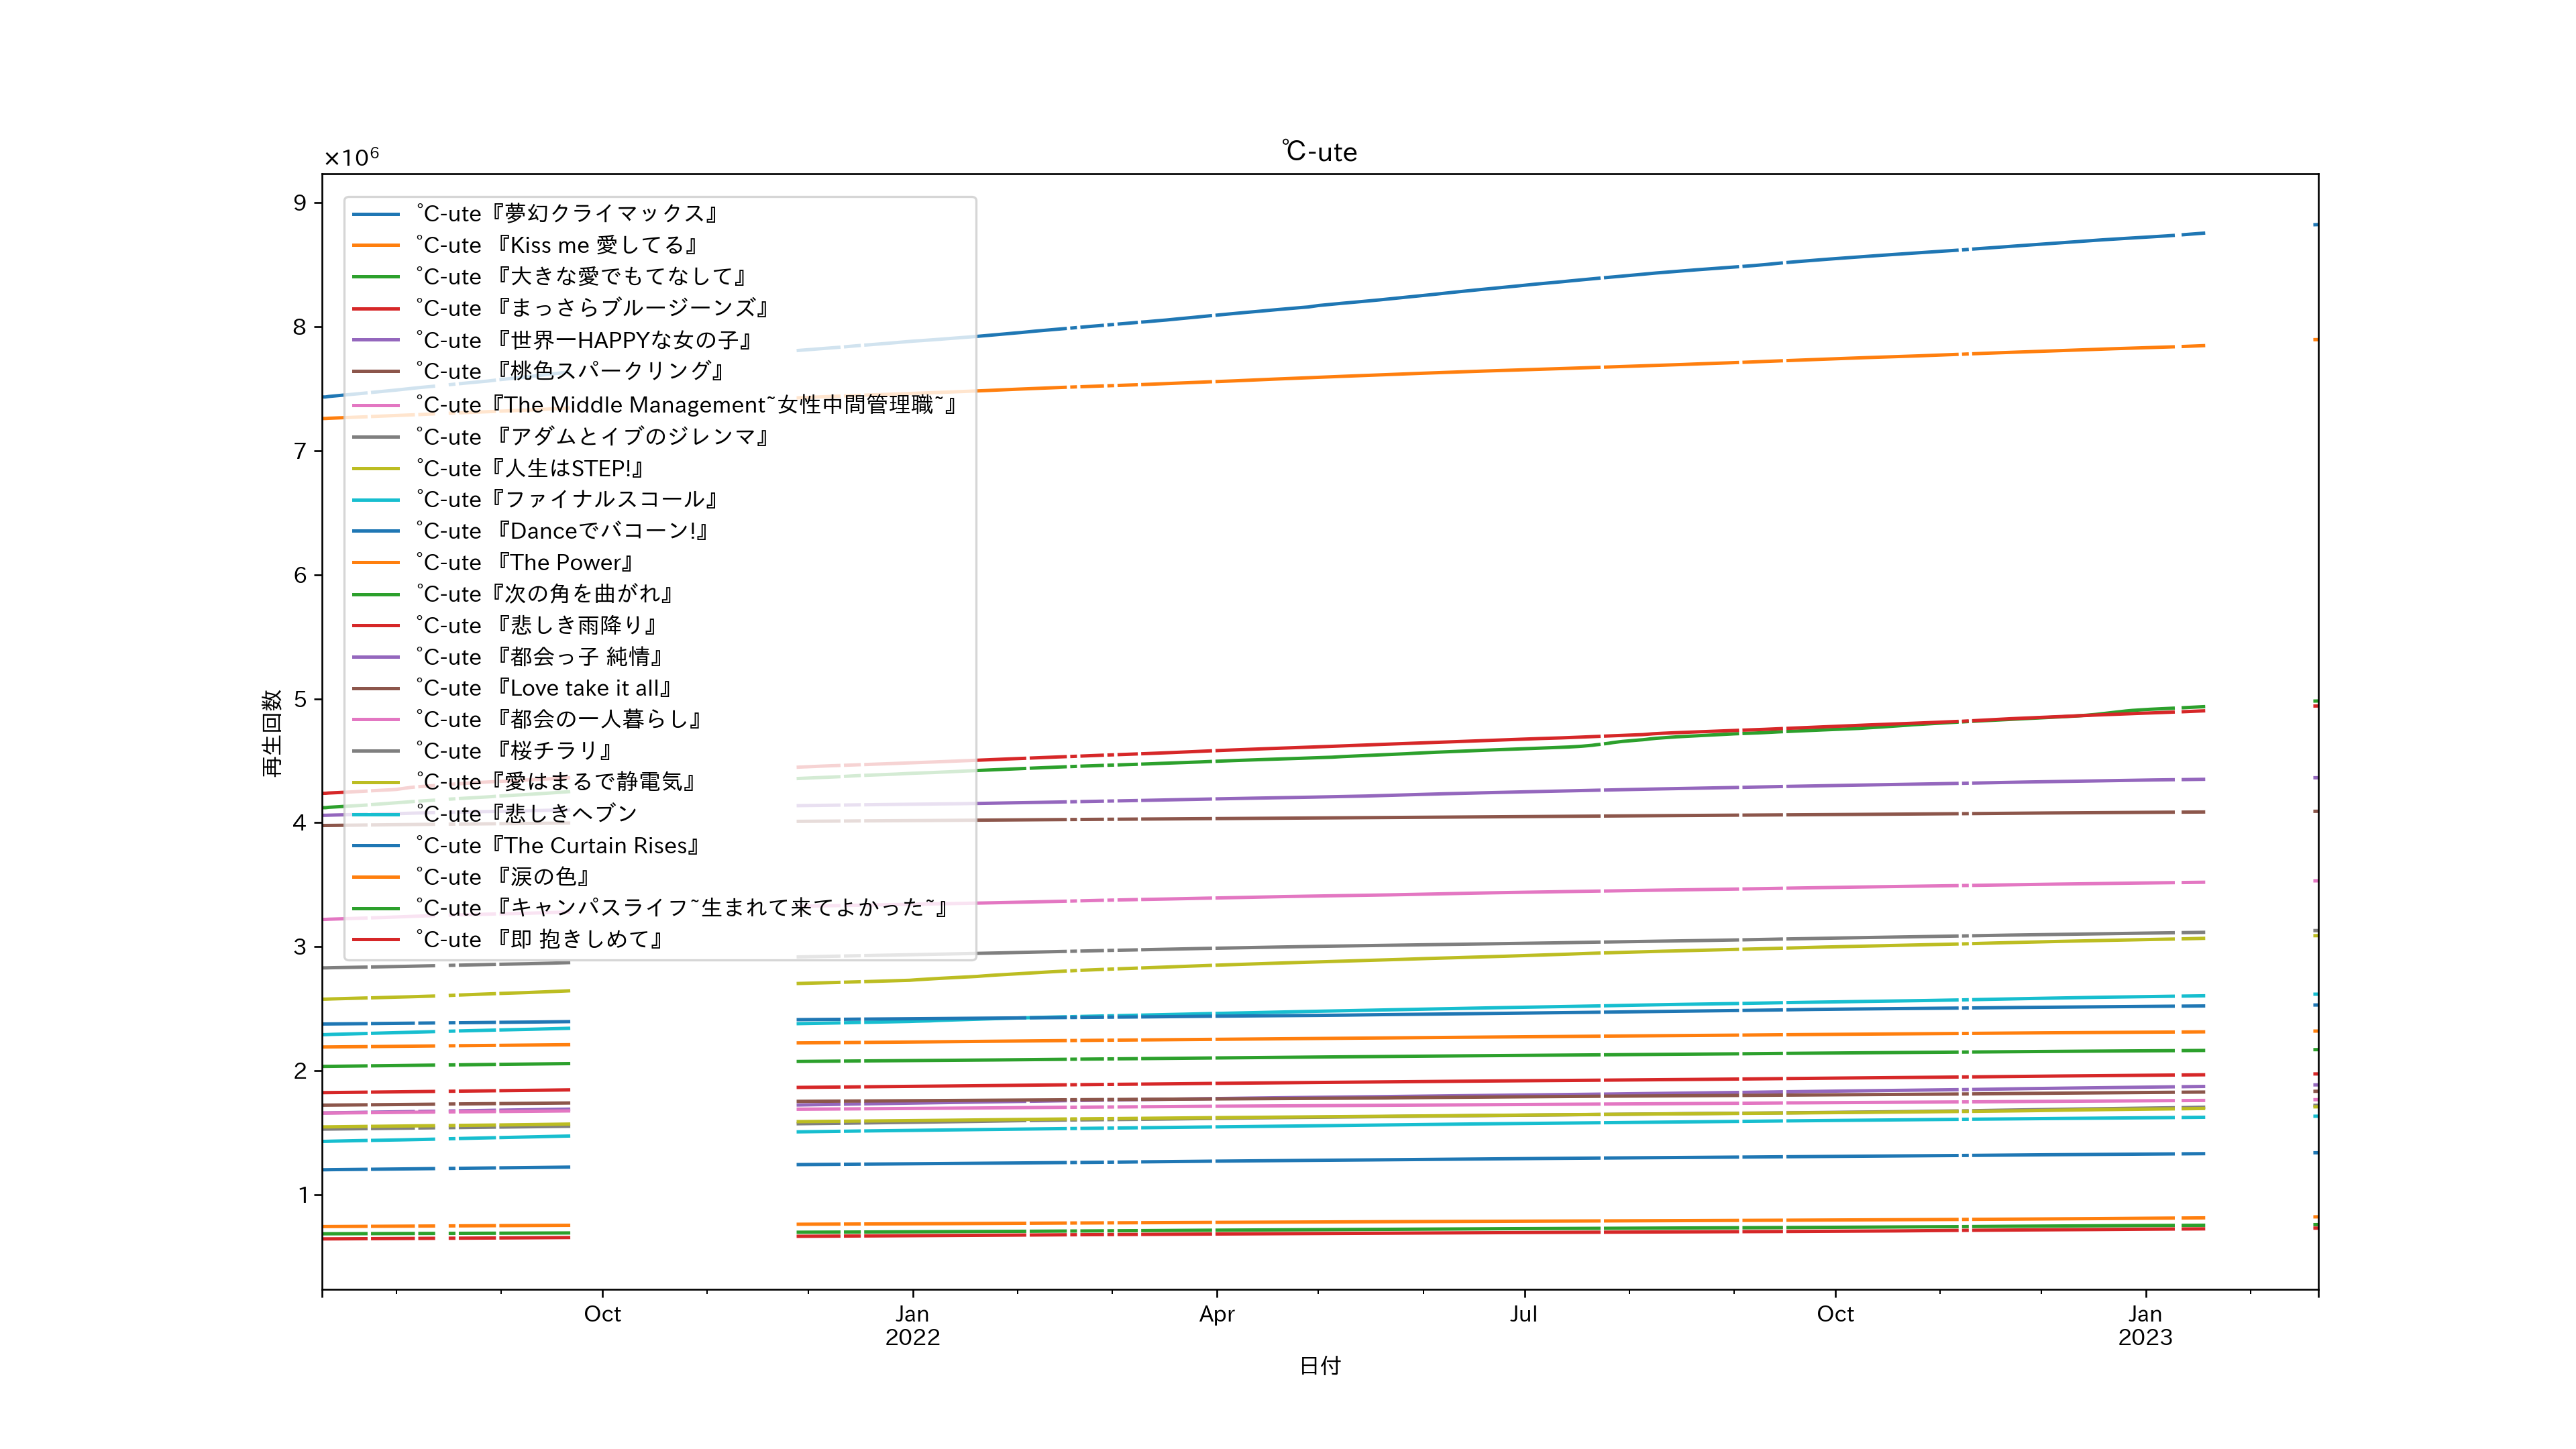 ℃-ute
×10⁶
9
8
7
6
5
4
3
2
1
再生回数
℃-ute『夢幻クライマックス』
℃-ute 『Kiss me 愛してる』
℃-ute 『大きな愛でもてなして』
℃-ute 『まっさらブルージーンズ』
℃-ute 『世界一HAPPYな女の子』
℃-ute 『桃色スパークリング』
℃-ute『The Middle Management~女性中間管理職~』
℃-ute 『アダムとイブのジレンマ』
℃-ute『人生はSTEP!』
℃-ute『ファイナルスコール』
℃-ute 『Danceでバコーン!』
℃-ute 『The Power』
℃-ute『次の角を曲がれ』
℃-ute 『悲しき雨降り』
℃-ute 『都会っ子 純情』
℃-ute 『Love take it all』
℃-ute 『都会の一人暮らし』
℃-ute 『桜チラリ』
℃-ute『愛はまるで静電気』
℃-ute『悲しきヘブン
℃-ute『The Curtain Rises』
℃-ute 『涙の色』
℃-ute 『キャンパスライフ~生まれて来てよかった~』
℃-ute 『即 抱きしめて』
Oct Jan Apr Jul Oct Jan
2022 2023
日付